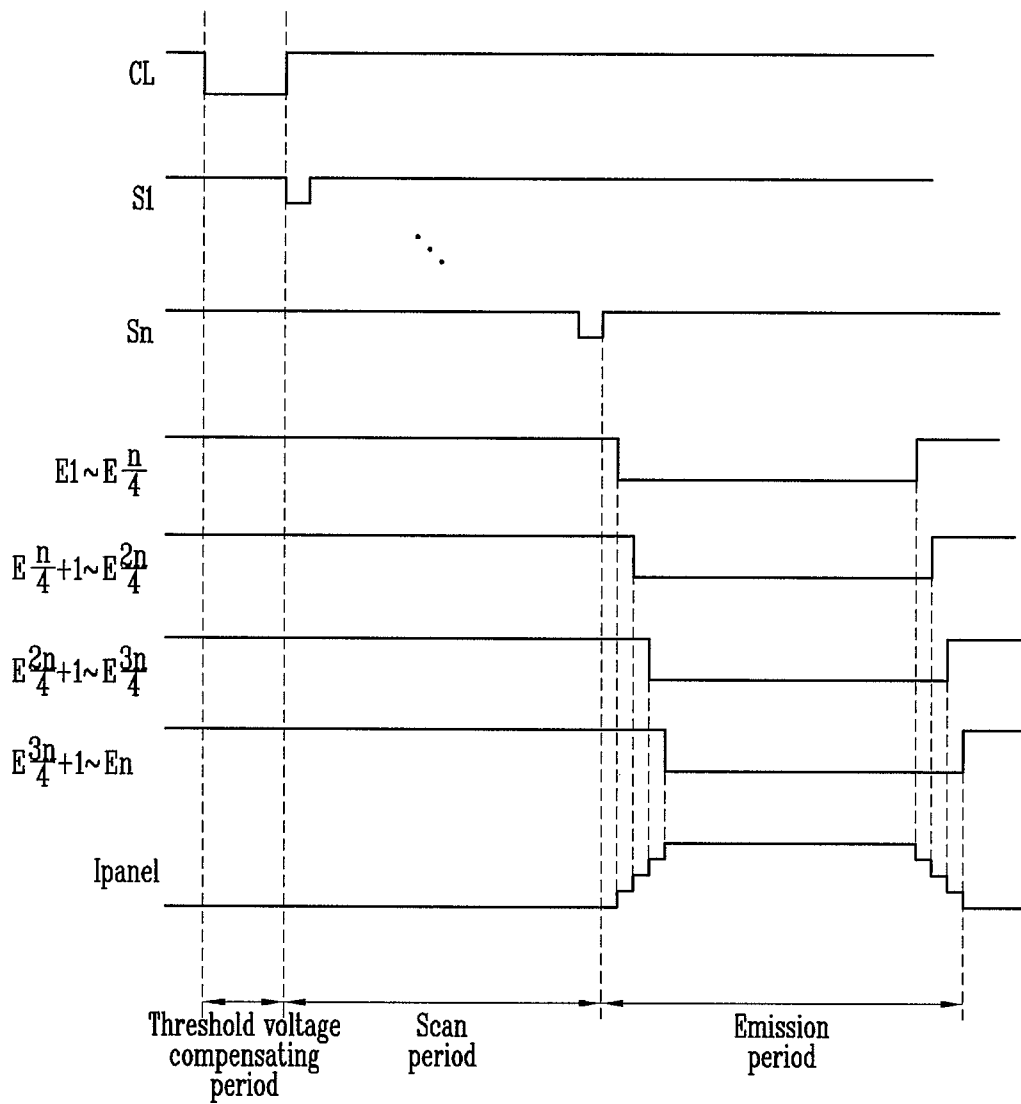 CL
S1
Sn
E1~E n/4
E n/4+1~E 2n/4
E 2n/4+1~E 3n/4
E 3n/4+1~En
Ipanel
Threshold voltage
compensating
period
Scan
period
Emission
period